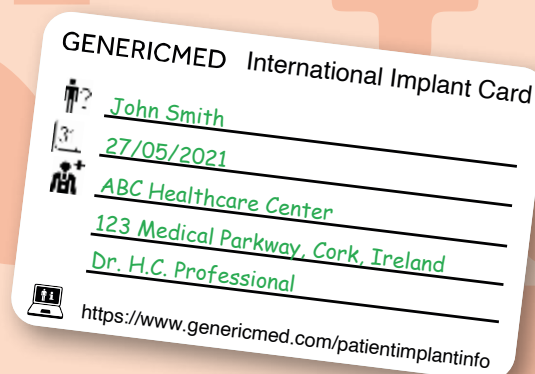 GENERICMED International Implant Card
John Smith
27/05/2021
ABC Healthcare Center
123 Medical Parkway, Cork, Ireland
Dr. H.C. Professional
https://www.genericmed.com/patientimplantinfo